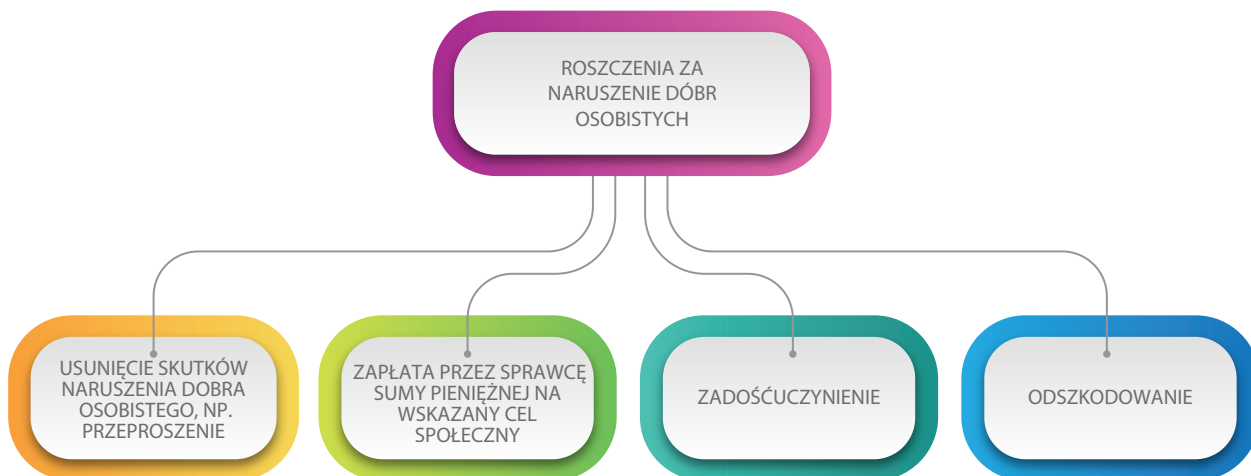 ROSZCZENIA ZA
NARUSZENIE DÓBR
OSOBISTYCH
USUNIĘCIE SKUTKÓW
NARUSZENIA DOBRA
OSOBISTEGO, NP.
PRZEPROSZENIE
ZAPŁATA PRZEZ SPRAWCĘ
SUMY PIENIĘŻNEJ NA
WSKAZANY CEL
SPOŁECZNY
ZADOŚĆUCZYNIENIE
ODSZKODOWANIE